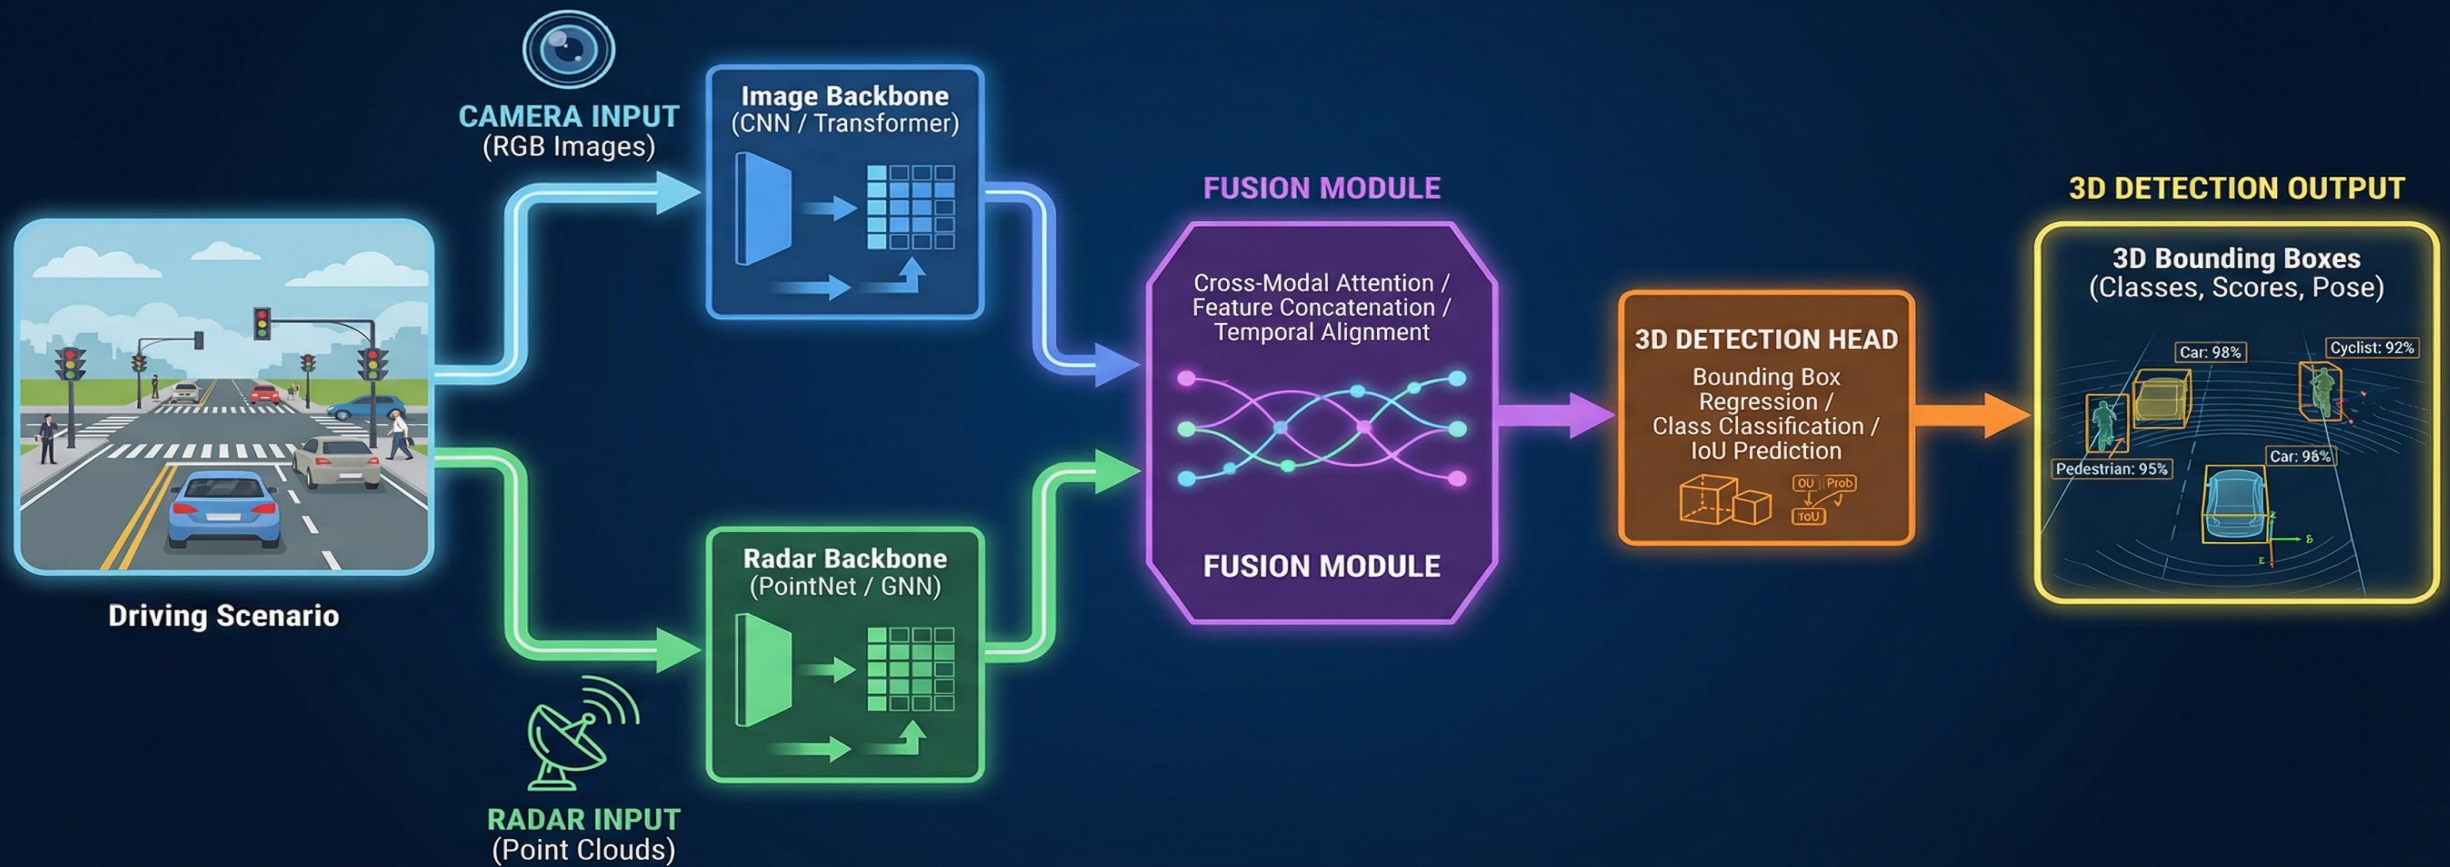 CAMERA INPUT
(RGB Images)
Image Backbone
(CNN / Transformer)
Driving Scenario
RADAR INPUT
(Point Clouds)
Radar Backbone
(PointNet / GNN)
FUSION MODULE
Cross-Modal Attention /
Feature Concatenation /
Temporal Alignment
FUSION MODULE
3D DETECTION HEAD
Bounding Box
Regression /
Class Classification /
IoU Prediction
OU Prob
IoU
3D DETECTION OUTPUT
3D Bounding Boxes
(Classes, Scores, Pose)
Car: 98%
Cyclist: 92%
Pedestrian: 95%
Car: 98%